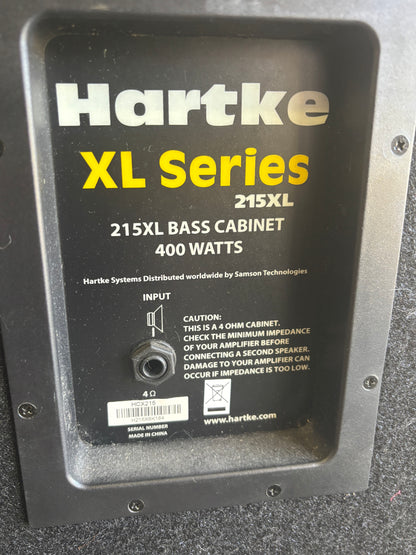 Hartke
XL Series
215XL
215XL BASS CABINET
400 WATTS
Hartke Systems Distributed worldwide by Samson Technologies
INPUT
CAUTION:
THIS IS A 4 OHM CABINET.
CHECK THE MINIMUM IMPEDANCE
OF YOUR AMPLIFIER BEFORE
CONNECTING A SECOND SPEAKER.
DAMAGE TO YOUR AMPLIFIER CAN
OCCUR IF IMPEDANCE IS TOO LOW.
4 Ω
HCX215
SERIAL NUMBER
MADE IN CHINA
www.hartke.com